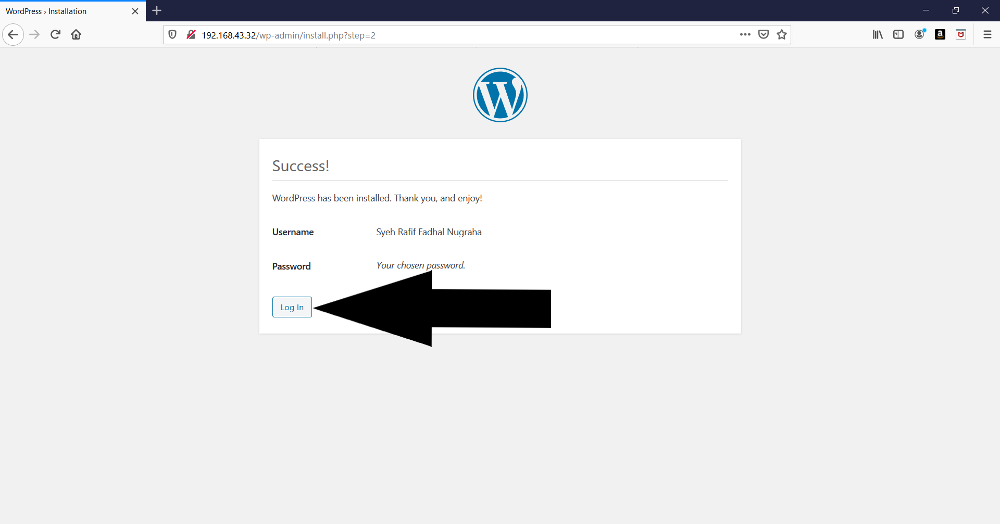 WordPress › Installation
192.168.43.32/wp-admin/install.php?step=2
Success!
WordPress has been installed. Thank you, and enjoy!
Username Syeh Rafif Fadhal Nugraha
Password Your chosen password.
Log In